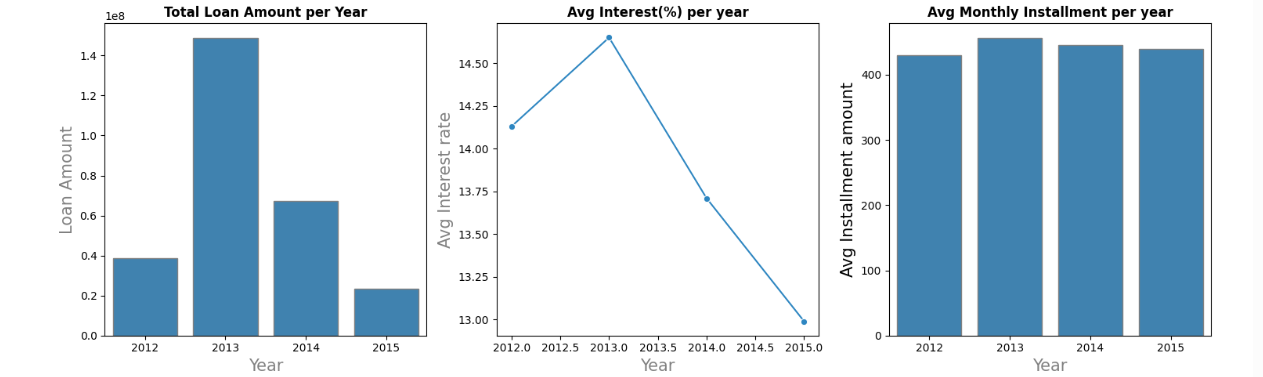 Total Loan Amount per Year
1e8
1.4
1.2
1.0
0.8
0.6
0.4
0.2
0.0
Loan Amount
2012 2013 2014 2015
Year
Avg Interest(%) per year
14.50
14.25
14.00
13.75
13.50
13.25
13.00
Avg Interest rate
2012.0 2012.5 2013.0 2013.5 2014.0 2014.5 2015.0
Year
Avg Monthly Installment per year
400
300
200
100
0
Avg Installment amount
2012 2013 2014 2015
Year